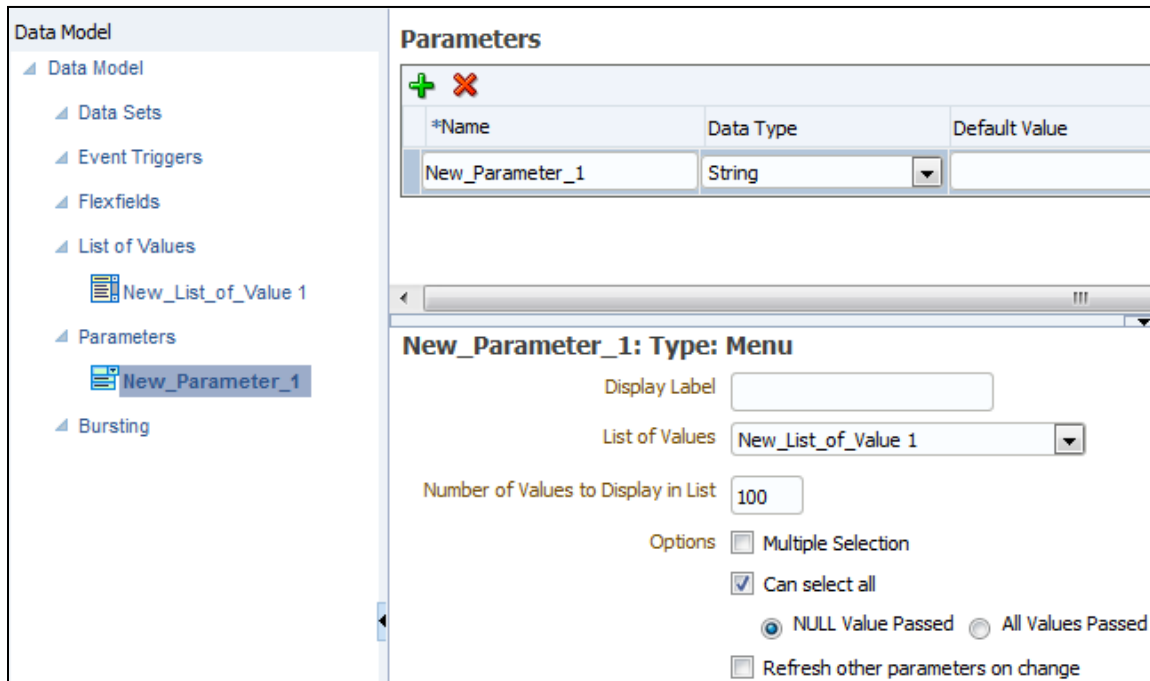 Data Model
Data Model
Data Sets
Event Triggers
Flexfields
List of Values
New_List_of_Value 1
Parameters
New_Parameter_1
Bursting
Parameters
*Name Data Type Default Value
New_Parameter_1 String
New_Parameter_1: Type: Menu
Display Label
List of Values New_List_of_Value 1
Number of Values to Display in List 100
Options Multiple Selection
Can select all
NULL Value Passed All Values Passed
Refresh other parameters on change